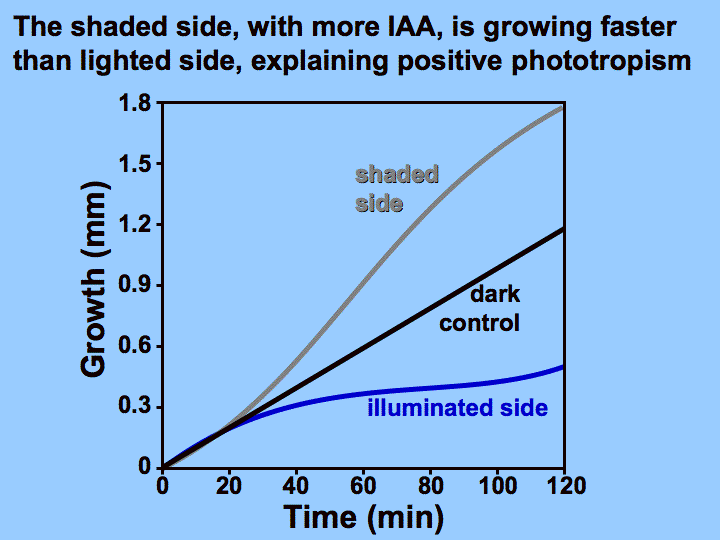 The shaded side, with more IAA, is growing faster
than lighted side, explaining positive phototropism
1.8
1.5
1.2
0.9
0.6
0.3
0
Growth (mm)
shaded
side
dark
control
illuminated side
0 20 40 60 80 100 120
Time (min)